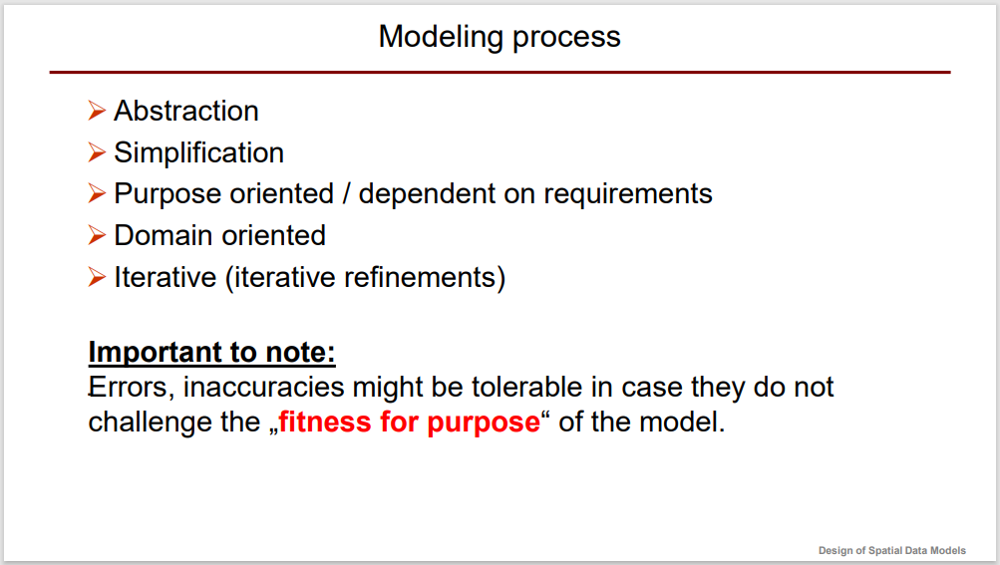 Modeling process
Abstraction
Simplification
Purpose oriented / dependent on requirements
Domain oriented
Iterative (iterative refinements)
Important to note:
Errors, inaccuracies might be tolerable in case they do not
challenge the „fitness for purpose“ of the model.
Design of Spatial Data Models